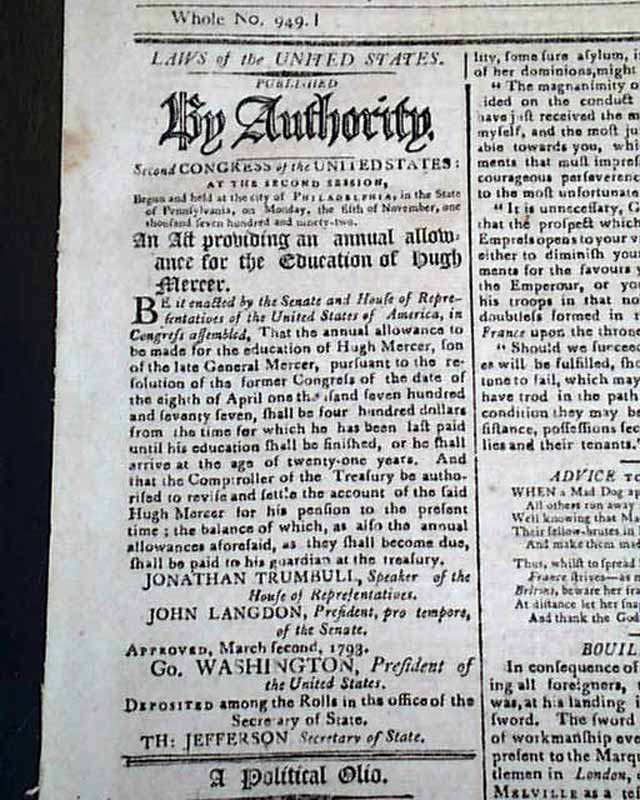 Whole No. 949.]
LAWS of the UNITED STATES.
PUBLISHED
By Authority.
Second CONGRESS of the UNITED STATES:
AT THE SECOND SESSION,
Begun and held at the city of PHILADELPHIA, in the State
of Pennsylvania, on Monday, the fifth of November, one
thousand seven hundred and ninety-two.
An Act providing an annual allow-
ance for the Education of Hugh
Mercer.
BE it enacted by the Senate and House of Repre-
sentatives of the United States of America, in
Congress assembled, That the annual allowance to
be made for the education of Hugh Mercer, son
of the late General Mercer, pursuant to the re-
solution of the former Congress of the date of
the eighth of April one thousand seven hundred
and seventy seven, shall be four hundred dollars
from the time for which he has been last paid
until his education shall be finished, or he shall
arrive at the age of twenty-one years. And
that the Comptroller of the Treasury be autho-
rised to revise and settle the account of the said
Hugh Mercer for his pension to the present
time; the balance of which, as also the annual
allowances aforesaid, as they shall become due,
shall be paid to his guardian at the treasury.
JONATHAN TRUMBULL, Speaker of the
House of Representatives.
JOHN LANGDON, President, pro tempore,
of the Senate.
APPROVED, March second, 1793.
Go. WASHINGTON, President of
the United States.
DEPOSITED among the Rolls in the office of the
Secretary of State.
TH: JEFFERSON Secretary of State.
A Political Olio.
lity, some sure asylum, i
of her dominions, might
" The magnanimity o
ided on the conduct
have just received the m
myself, and the most ju
able towards you, whi
ments that must impres
courageous perseverenc
to the most unfortunate
" It is unnecessary, G
that the prospect which
Empress opens to your v
either to diminish your
ments for the favours y
the Emperour, or yo
his troops in that no
doubtless formed in t
France upon the throne
" Should we succeed
es will be fulfilled, sho
tune to fail, which may
have trod in the path
condition they may be
sistance, possessions sec
lies and their tenants."
ADVICE TO
WHEN a Mad Dog ap
All others run away
Well knowing that Ma
Their fellow-brutes in
And make them mad
Thus, whilst to spread
France strives—as m
Britons, beware her fra
At distance let her sna
And thank the God
BOUIL
In consequence of
ing all foreigners,
was, at his landing i
sword. The sword
of workmanship eve
present to the Marqu
tlemen in London,
MELVILLE as a te